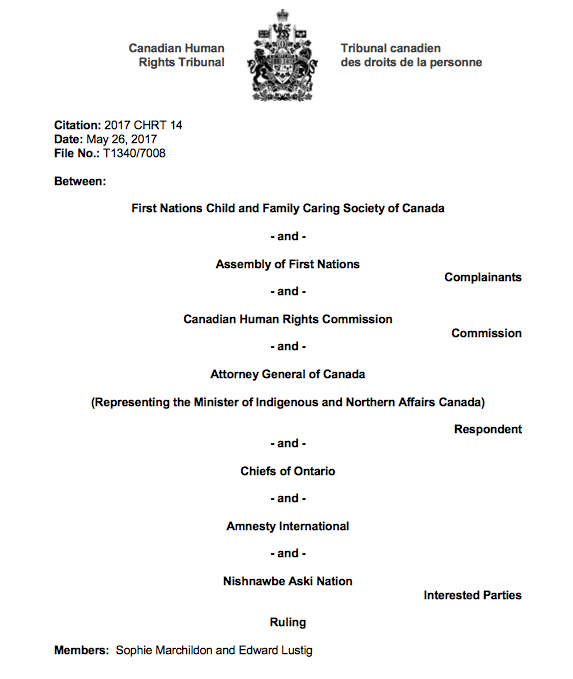 Canadian Human
Rights Tribunal
Tribunal canadien
des droits de la personne
Citation: 2017 CHRT 14
Date: May 26, 2017
File No.: T1340/7008
Between:
First Nations Child and Family Caring Society of Canada
- and -
Assembly of First Nations
Complainants
- and -
Canadian Human Rights Commission
Commission
- and -
Attorney General of Canada
(Representing the Minister of Indigenous and Northern Affairs Canada)
Respondent
- and -
Chiefs of Ontario
- and -
Amnesty International
- and -
Nishnawbe Aski Nation
Interested Parties
Ruling
Members: Sophie Marchildon and Edward Lustig